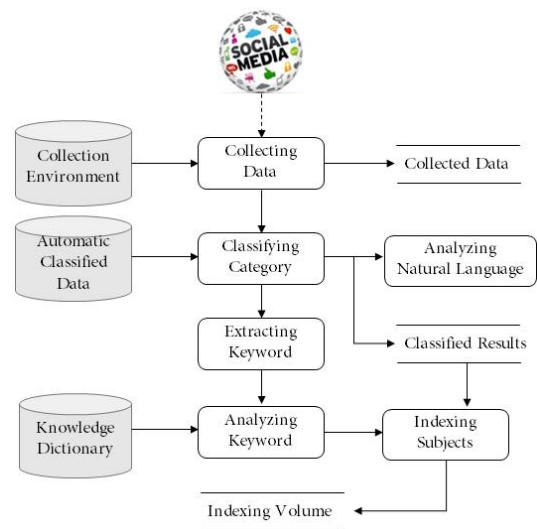 SOCIAL
MEDIA
Collection
Environment
Collecting
Data
Collected Data
Automatic
Classified
Data
Classifying
Category
Analyzing
Natural Language
Extracting
Keyword
Classified Results
Knowledge
Dictionary
Analyzing
Keyword
Indexing
Subjects
Indexing Volume